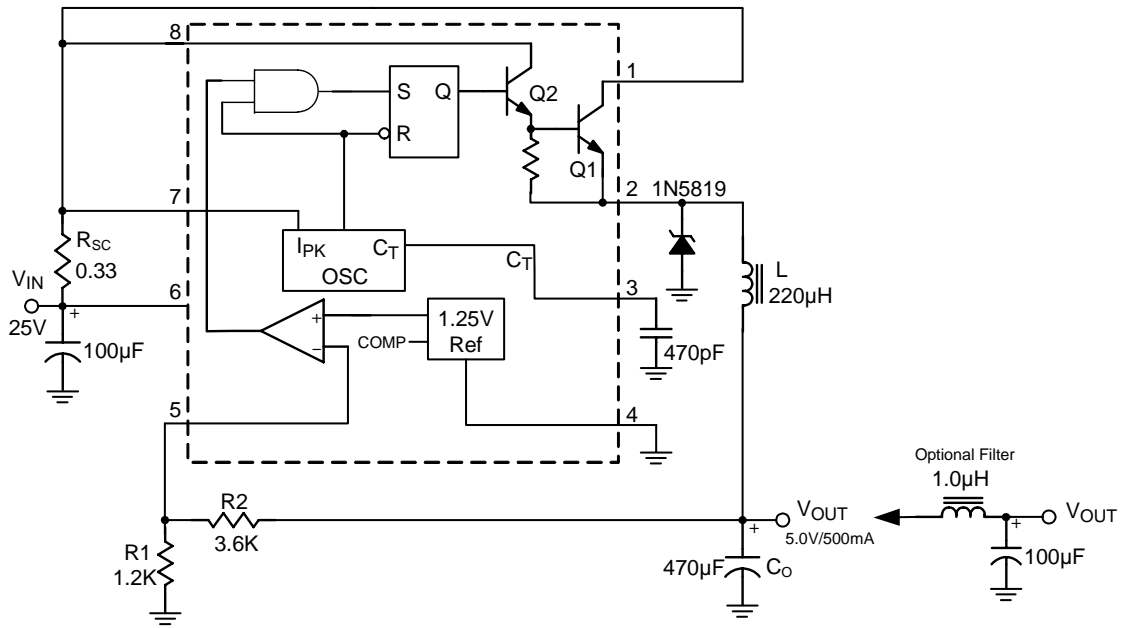 8
1
S
Q
R
Q2
Q1
2
1N5819
7
RSC
0.33
IPK
CT
OSC
CT
L
220µH
VIN
25V
+
6
3
100µF
+
−
COMP
1.25V
Ref
470pF
5
4
Optional Filter
1.0µH
R2
3.6K
VOUT
5.0V/500mA
+
+
VOUT
R1
1.2K
470µF
CO
100µF